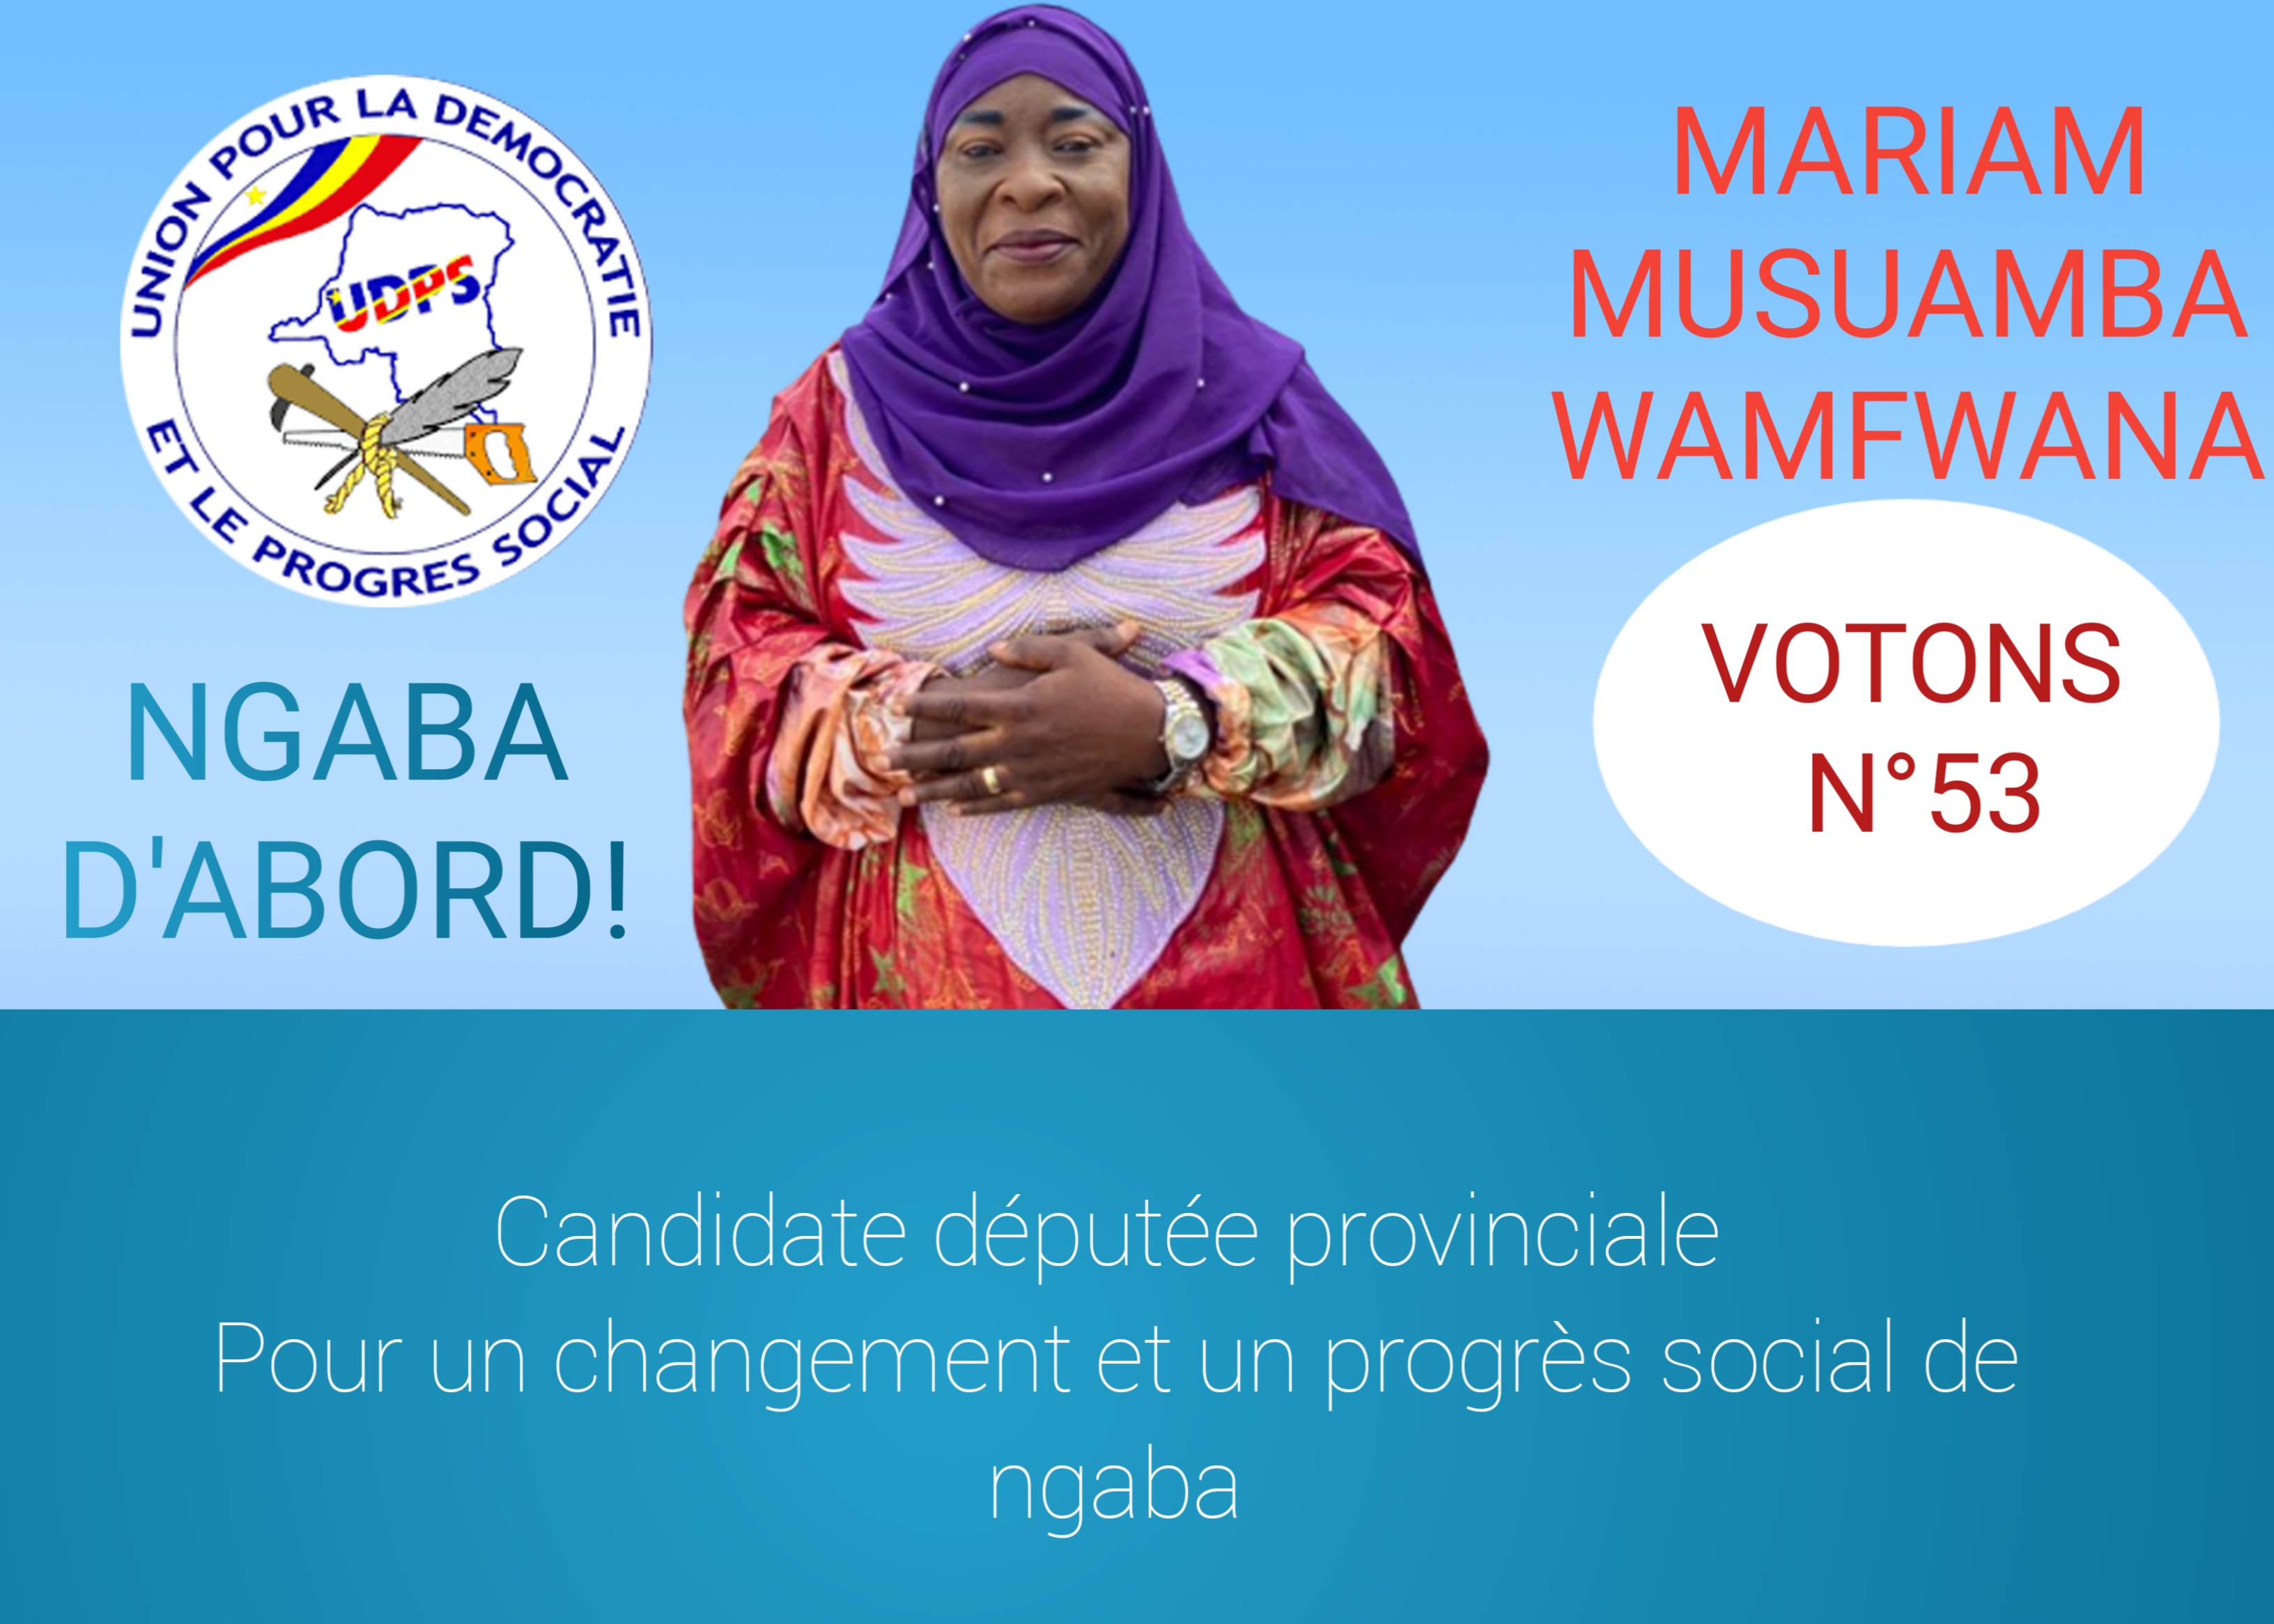 UNION POUR LA DEMOCRATIE
ET LE PROGRES SOCIAL
UDPS
NGABA
D'ABORD!
MARIAM
MUSUAMBA
WAMFWANA
VOTONS
N°53
Candidate députée provinciale
Pour un changement et un progrès social de
ngaba